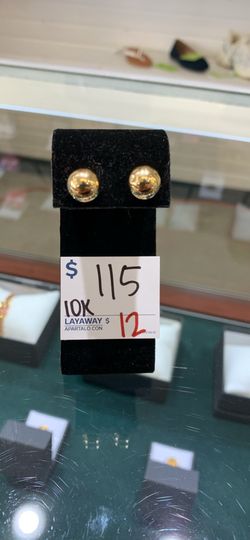 $ 115
10K
LAYAWAY $ 12
APARTALO CON